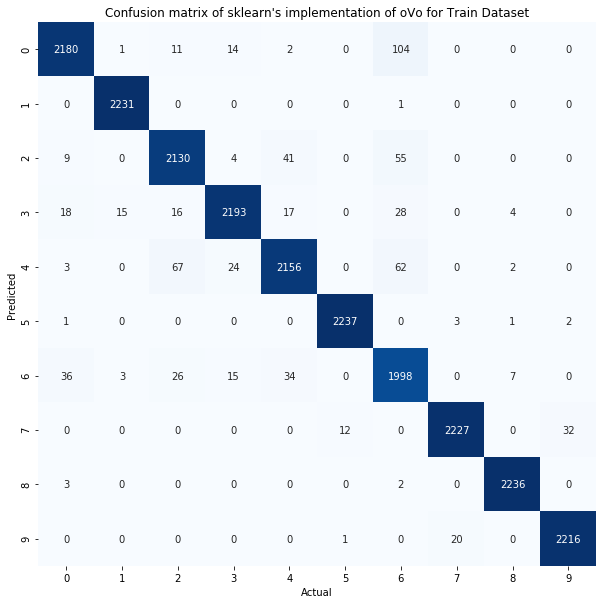 Confusion matrix of sklearn's implementation of oVo for Train Dataset
0 2180 1 11 14 2 0 104 0 0 0
1 0 2231 0 0 0 0 1 0 0 0
2 9 0 2130 4 41 0 55 0 0 0
3 18 15 16 2193 17 0 28 0 4 0
4 3 0 67 24 2156 0 62 0 2 0
Predicted
5 1 0 0 0 0 2237 0 3 1 2
6 36 3 26 15 34 0 1998 0 7 0
7 0 0 0 0 0 12 0 2227 0 32
8 3 0 0 0 0 0 2 0 2236 0
9 0 0 0 0 0 1 0 20 0 2216
0 1 2 3 4 5 6 7 8 9
Actual